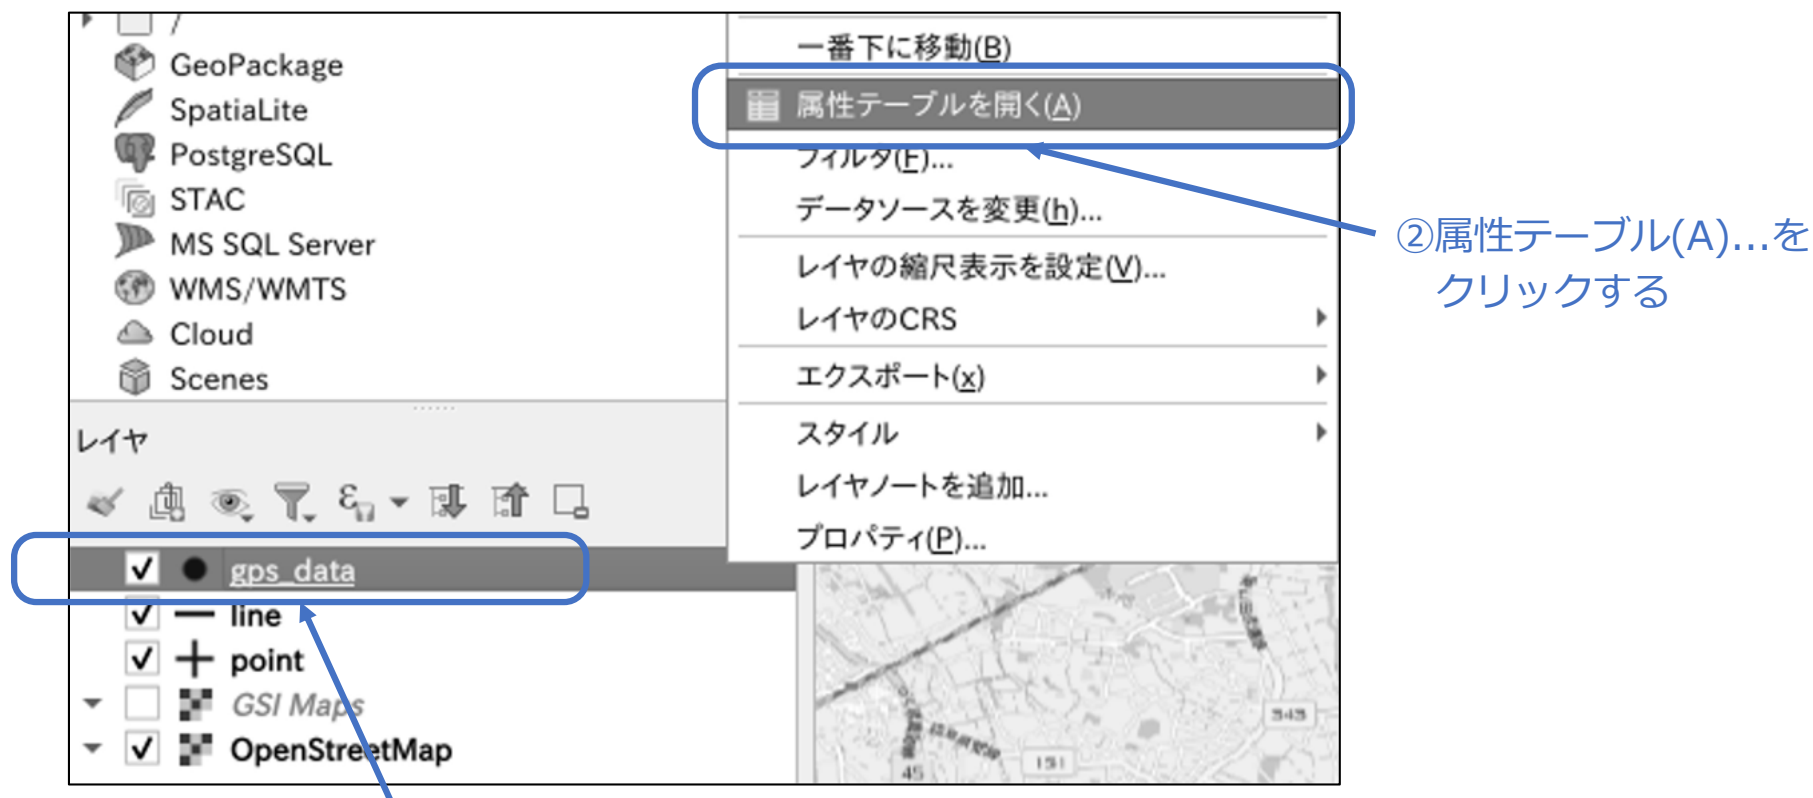 /
GeoPackage
SpatiaLite
PostgreSQL
STAC
MS SQL Server
WMS/WMTS
Cloud
Scenes
レイヤ
gps_data
line
point
GSI Maps
OpenStreetMap
一番下に移動(B)
属性テーブルを開く(A)
フィルタ(F)...
データソースを変更(h)...
レイヤの縮尺表示を設定(V)...
レイヤのCRS
エクスポート(x)
スタイル
レイヤノートを追加...
プロパティ(P)...
343
151
45
②属性テーブル(A)…を
クリックする